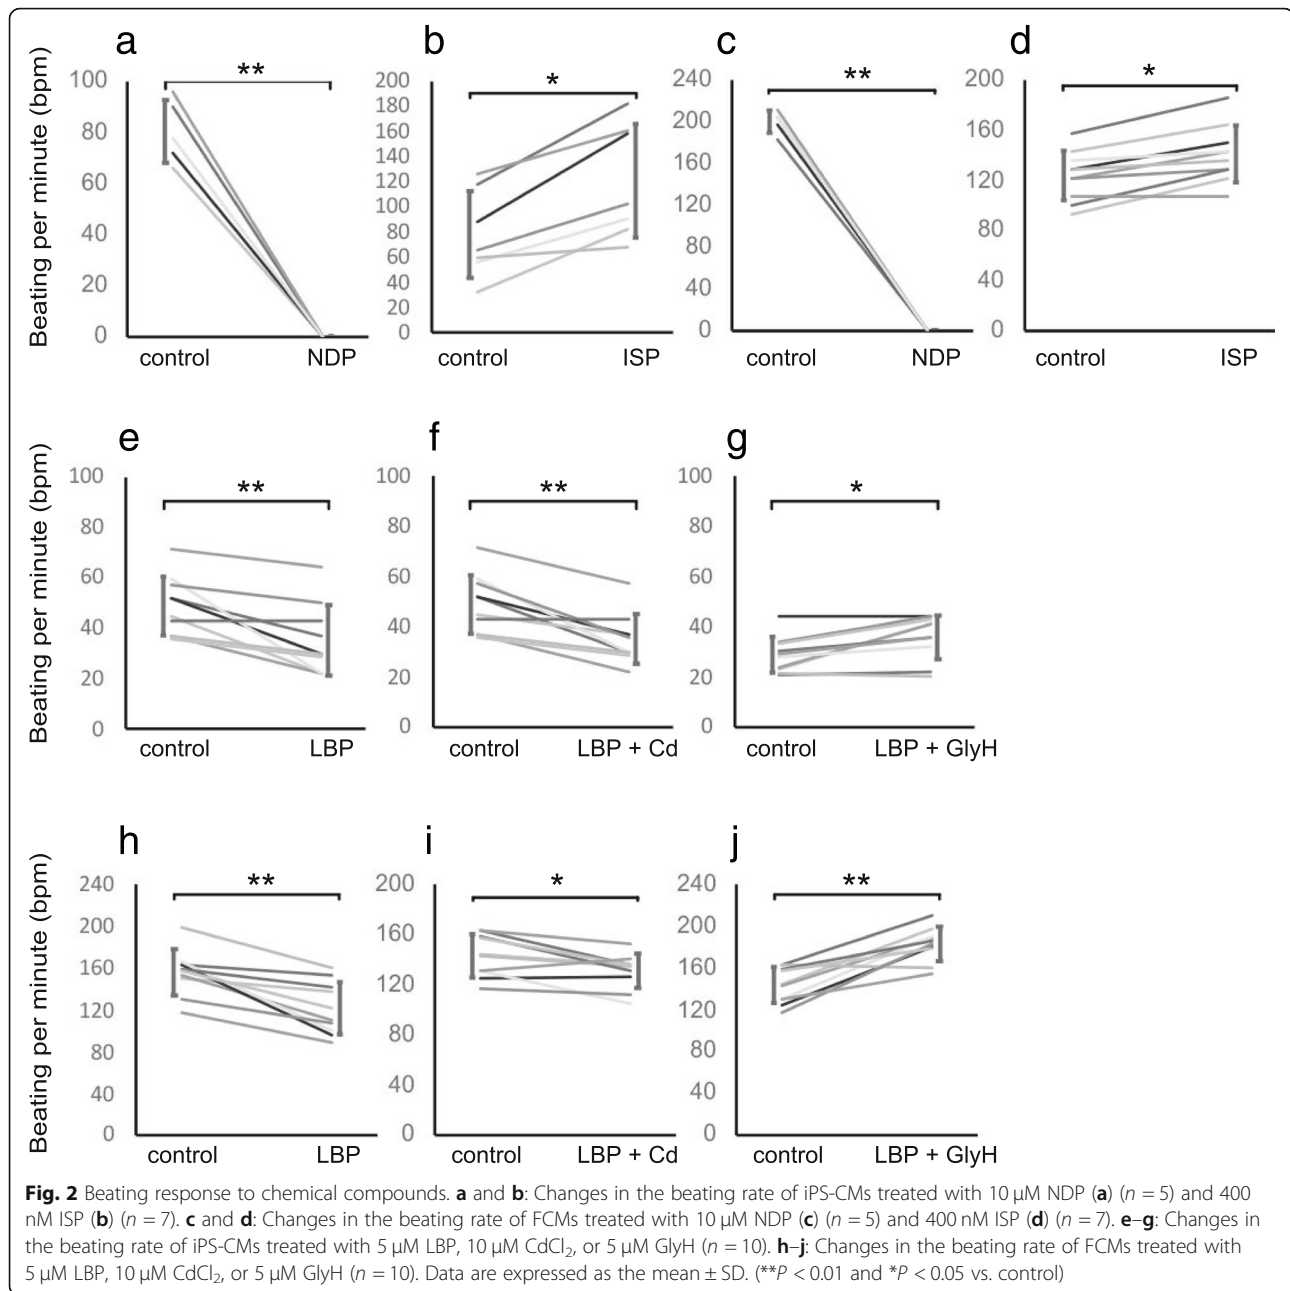 a b c d
Beating per minute (bpm)
100 80 60 40 20 0
**
control NDP
200 180 160 140 120 100 80 60 40 20 0
*
control ISP
240 200 160 120 80 40 0
**
control NDP
200 160 120 80 40 0
*
control ISP
e f g
Beating per minute (bpm)
100 80 60 40 20 0
**
control LBP
100 80 60 40 20 0
**
control LBP + Cd
100 80 60 40 20 0
*
control LBP + GlyH
h i j
Beating per minute (bpm)
240 200 160 120 80 40 0
**
control LBP
200 160 120 80 40 0
*
control LBP + Cd
240 200 160 120 80 40 0
**
control LBP + GlyH
Fig. 2 Beating response to chemical compounds. a and b: Changes in the beating rate of iPS-CMs treated with 10 μM NDP (a) (n = 5) and 400
nM ISP (b) (n = 7). c and d: Changes in the beating rate of FCMs treated with 10 μM NDP (c) (n = 5) and 400 nM ISP (d) (n = 7). e–g: Changes in
the beating rate of iPS-CMs treated with 5 μM LBP, 10 μM CdCl₂, or 5 μM GlyH (n = 10). h–j: Changes in the beating rate of FCMs treated with
5 μM LBP, 10 μM CdCl₂, or 5 μM GlyH (n = 10). Data are expressed as the mean ± SD. (**P < 0.01 and *P < 0.05 vs. control)